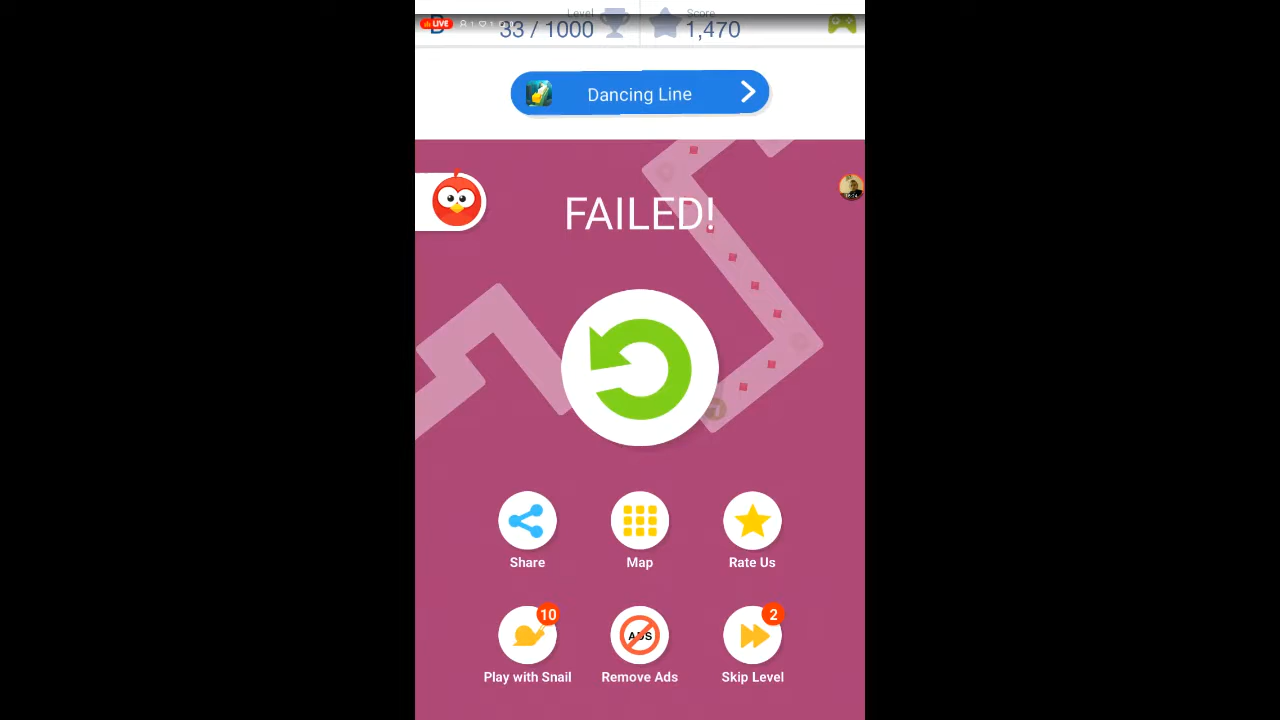 Level
Score
LIVE
33 / 1000
1,470
Dancing Line
FAILED!
Share
Map
Rate Us
10
ADS
2
Play with Snail
Remove Ads
Skip Level